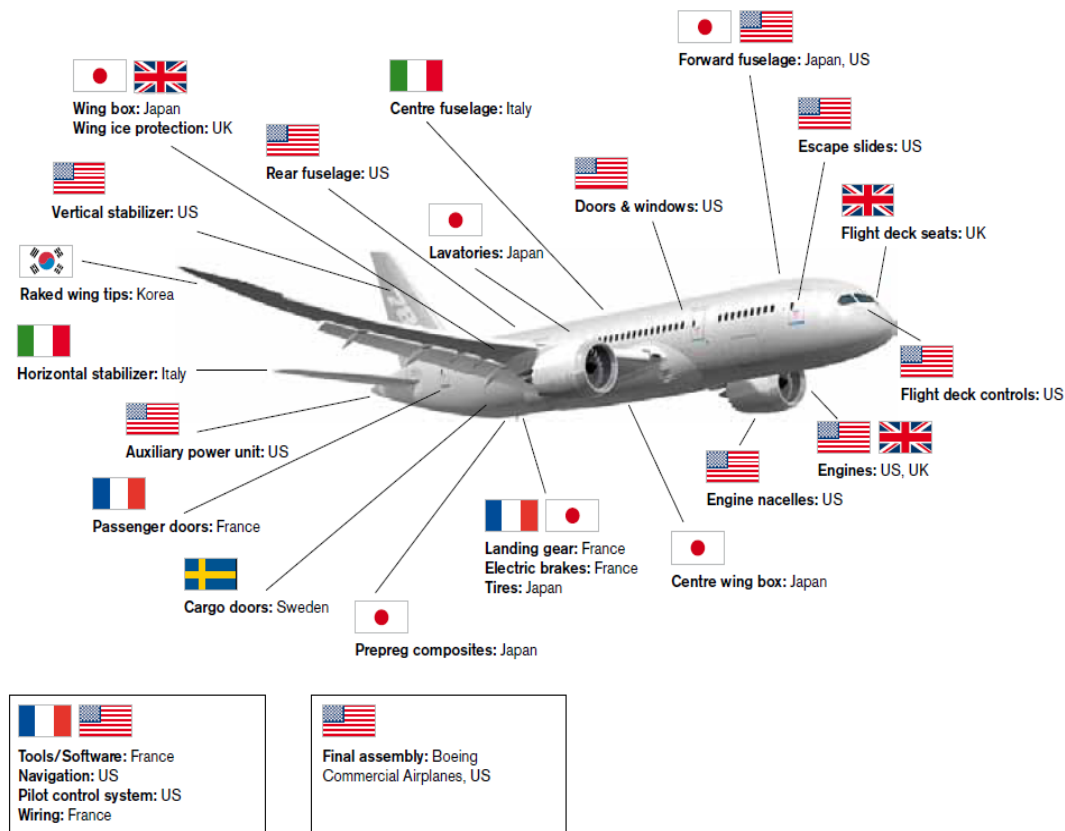 Forward fuselage: Japan, US
Wing box: Japan
Wing ice protection: UK
Centre fuselage: Italy
Escape slides: US
Rear fuselage: US
Vertical stabilizer: US
Doors & windows: US
Flight deck seats: UK
Lavatories: Japan
Raked wing tips: Korea
787
Horizontal stabilizer: Italy
Flight deck controls: US
Auxiliary power unit: US
Engines: US, UK
Engine nacelles: US
Passenger doors: France
Landing gear: France
Electric brakes: France
Tires: Japan
Centre wing box: Japan
Cargo doors: Sweden
Prepreg composites: Japan
Tools/Software: France
Navigation: US
Pilot control system: US
Wiring: France
Final assembly: Boeing
Commercial Airplanes, US